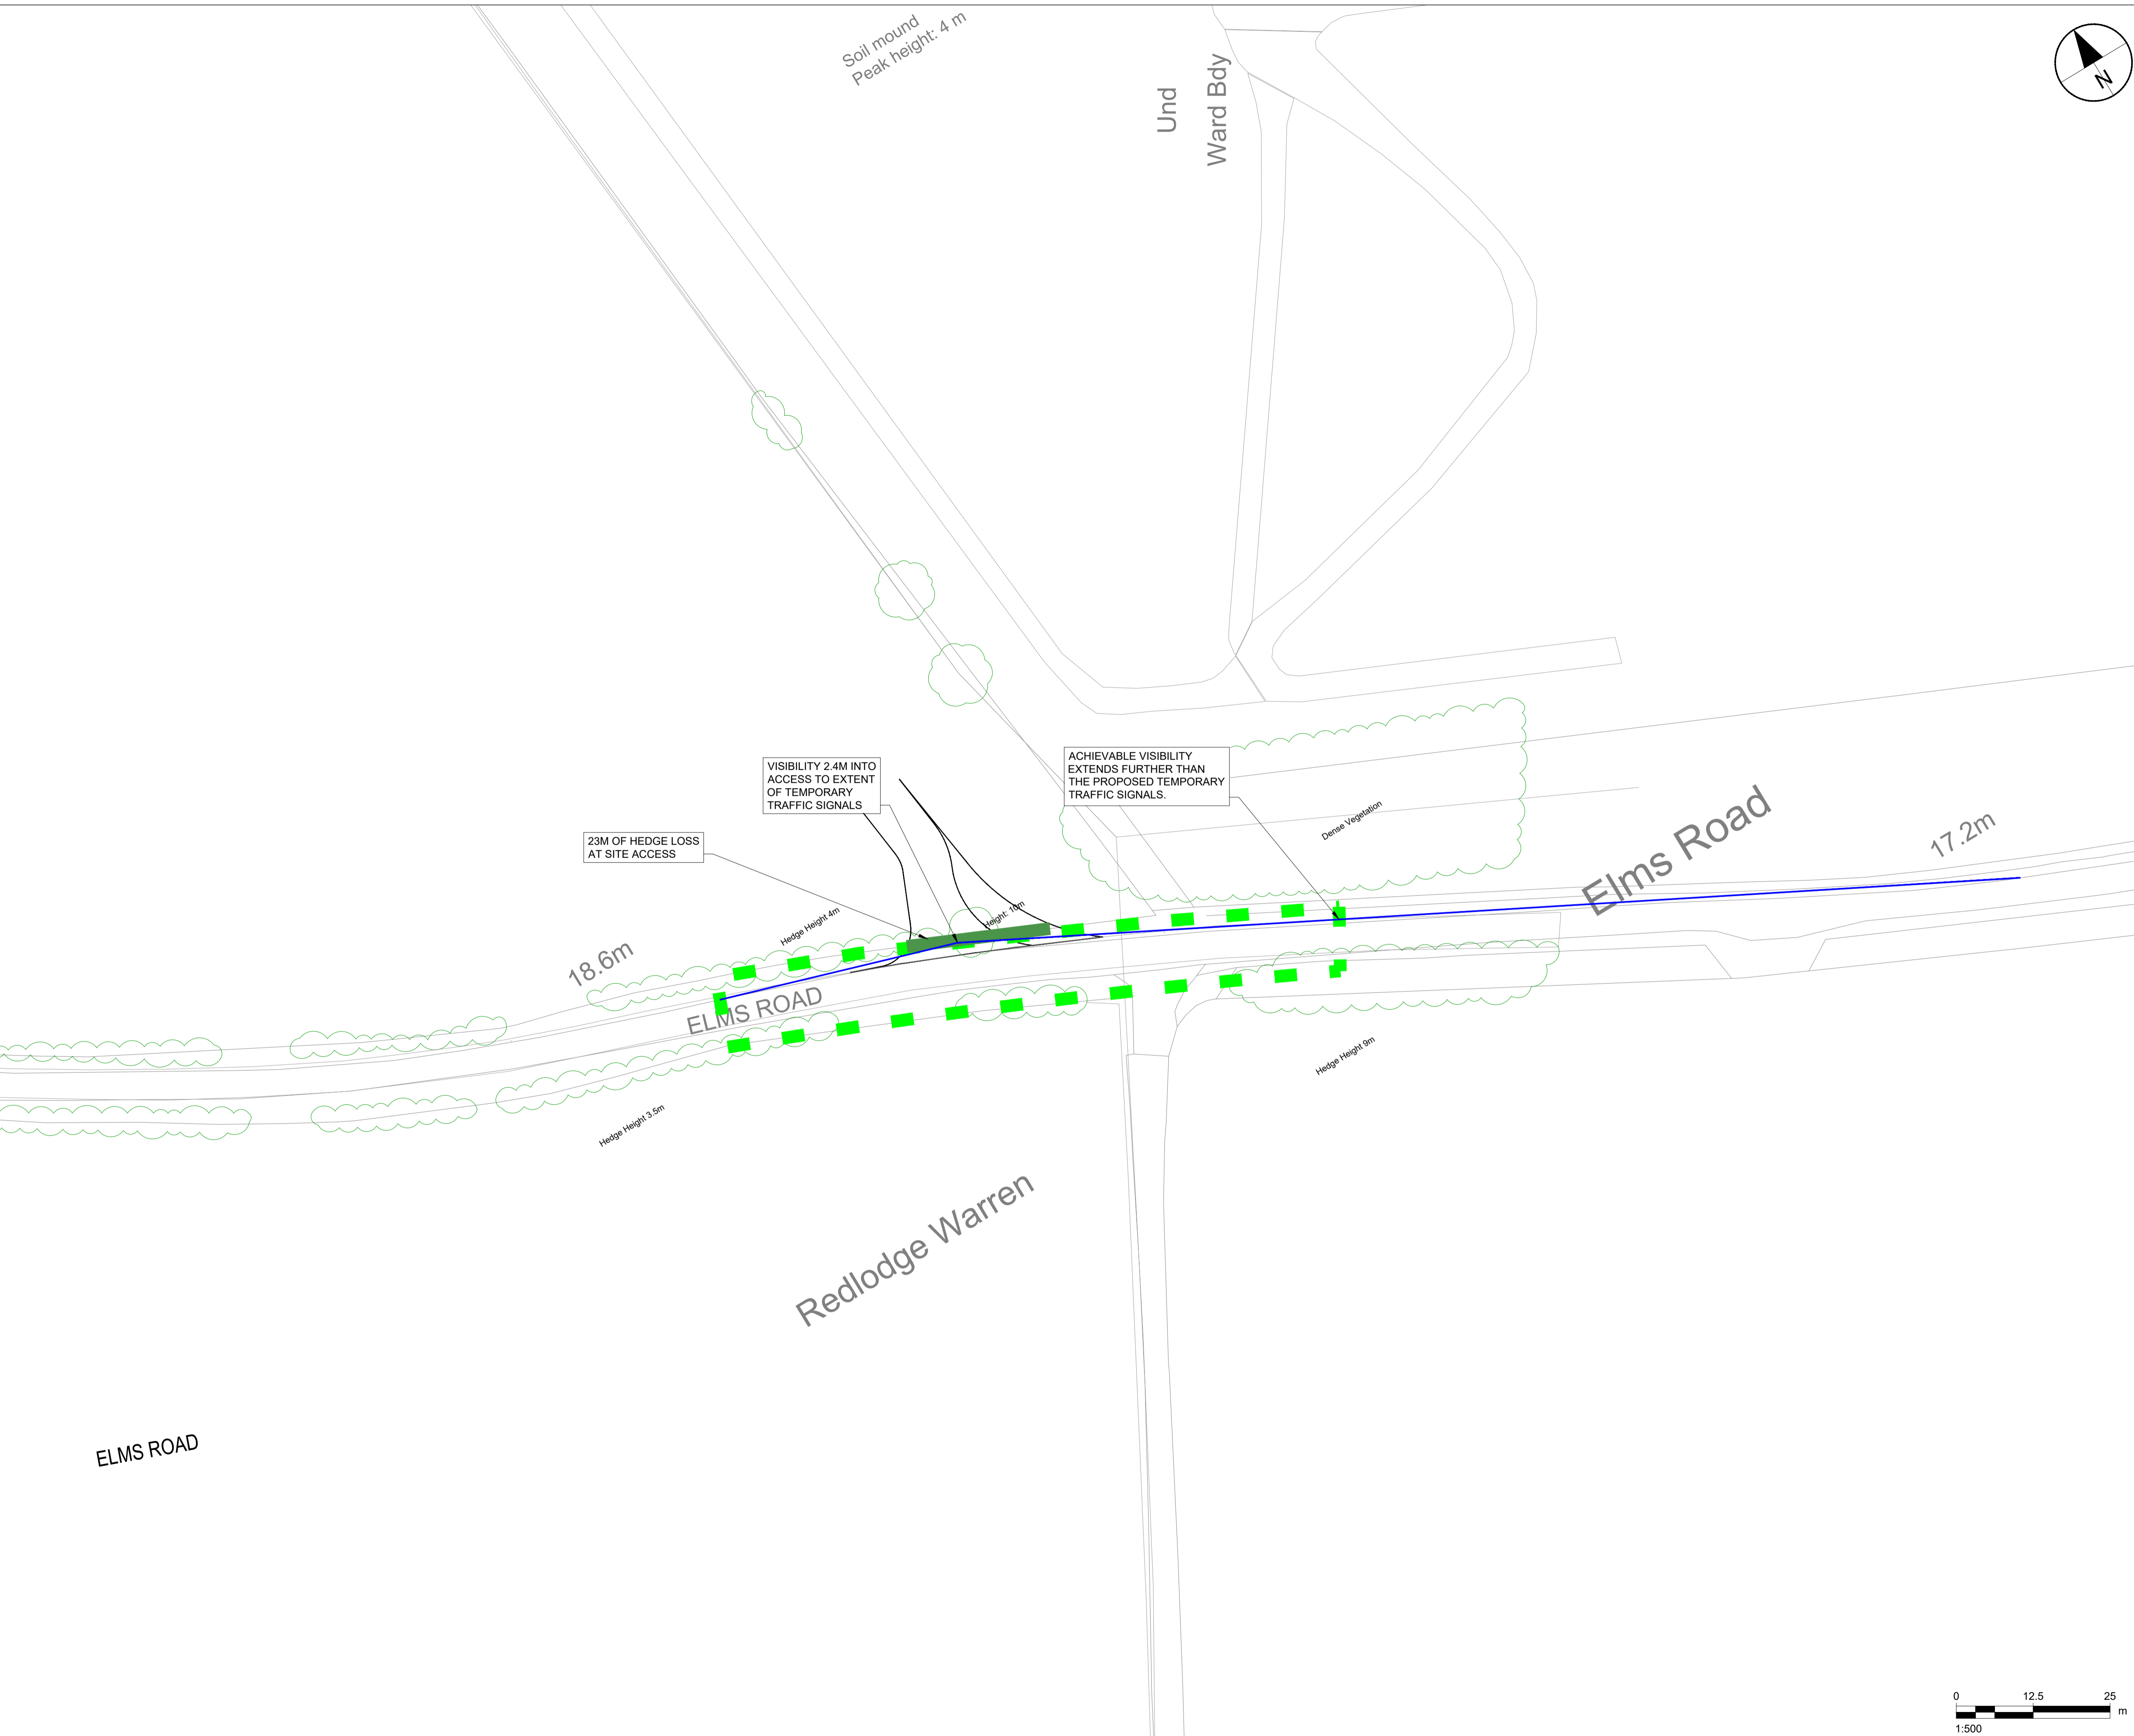 Soil mound
Peak height: 4 m
Und
Ward Bdy
N
VISIBILITY 2.4M INTO
ACCESS TO EXTENT
OF TEMPORARY
TRAFFIC SIGNALS
ACHIEVABLE VISIBILITY
EXTENDS FURTHER THAN
THE PROPOSED TEMPORARY
TRAFFIC SIGNALS.
23M OF HEDGE LOSS
AT SITE ACCESS
Dense Vegetation
Elms Road
17.2m
Hedge Height 4m
Height: 10m
18.6m
ELMS ROAD
Hedge Height 9m
Hedge Height 3.5m
Redlodge Warren
ELMS ROAD
0 12.5 25
m
1:500